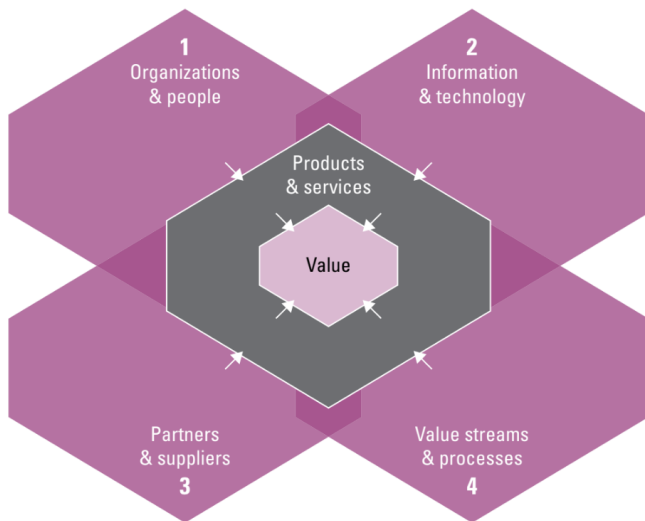 1
Organizations
& people
2
Information
& technology
Products
& services
Value
Partners
& suppliers
3
Value streams
& processes
4